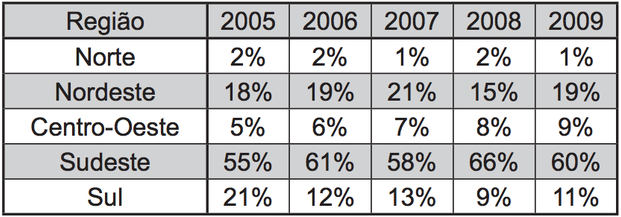 Região 2005 2006 2007 2008 2009
Norte 2% 2% 1% 2% 1%
Nordeste 18% 19% 21% 15% 19%
Centro-Oeste 5% 6% 7% 8% 9%
Sudeste 55% 61% 58% 66% 60%
Sul 21% 12% 13% 9% 11%